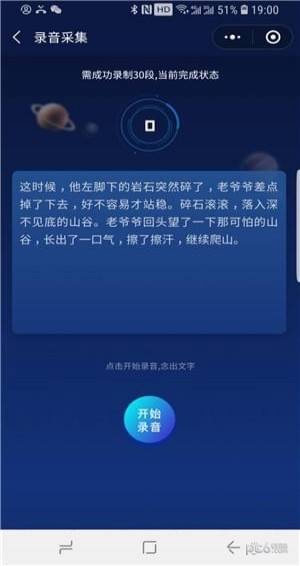 HD 4G 51% 19:00
录音采集
需成功录制30段,当前完成状态
0
这时候，他左脚下的岩石突然碎了，老爷爷差点
掉了下去，好不容易才站稳。碎石滚滚，落入深
不见底的山谷。老爷爷回头望了一下那可怕的山
谷，长出了一口气，擦了擦汗，继续爬山。
点击开始录音,念出文字
开始
录音